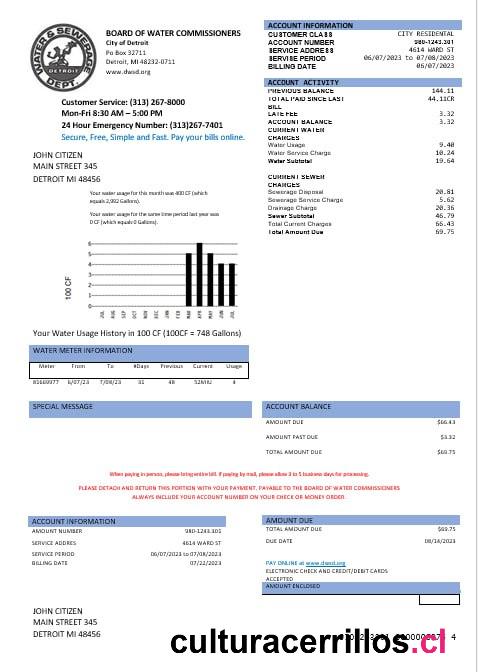 WATER & SEWERAGE
DETROIT
DEPT.
BOARD OF WATER COMMISSIONERS
City of Detroit
Po Box 32711
Detroit, MI 48232-0711
www.dwsd.org
Customer Service: (313) 267-8000
Mon-Fri 8:30 AM – 5:00 PM
24 Hour Emergency Number: (313)267-7401
Secure, Free, Simple and Fast. Pay your bills online.
JOHN CITIZEN
MAIN STREET 345
DETROIT MI 48456
ACCOUNT INFORMATION
CUSTOMER CLASS CITY RESIDENTAL
ACCOUNT NUMBER 980-1243.301
SERVICE ADDRESS 4614 WARD ST
SERVISE PERIOD 06/07/2023 to 07/08/2023
BILLING DATE 06/07/2023
ACCOUNT ACTIVITY
PREVIOUS BALANCE 144.11
TOTAL PAID SINCE LAST 44.11CR
BILL
LATE FEE 3.32
ACCOUNT BALANCE 3.32
CURRENT WATER
CHARGES
Water Usage 9.40
Water Service Charge 10.24
Water Subtotal 19.64
CURRENT SEWER
CHARGES
Sewerage Disposal 20.81
Sewerage Service Charge 5.62
Drainage Charge 20.36
Sewer Subtotal 46.79
Total Current Charges 66.43
Total Amount Due 69.75
Your water usage for this month was 400 CF (which
equals 2,992 Gallons).
Your water usage for the same time period last year was
0 CF (which equals 0 Gallons).
100 CF
6
5
4
3
2
1
0
JUL AUG SEP OCT NOV DEC JAN FEB MAR APR MAY JUN JUL
Your Water Usage History in 100 CF (100CF = 748 Gallons)
WATER METER INFORMATION
Meter From To #Days Previous Current Usage
81669977 6/07/23 7/08/23 31 48 52MIU 4
SPECIAL MESSAGE
ACCOUNT BALANCE
AMOUNT DUE $66.43
AMOUNT PAST DUE $3.32
TOTAL AMOUNT DUE $69.75
When paying in person, please bring entire bill. If paying by mail, please allow 3 to 5 business days for processing.
PLEASE DETACH AND RETURN THIS PORTION WITH YOUR PAYMENT, PAYABLE TO THE BOARD OF WATER COMMISSIONERS
ALWAYS INCLUDE YOUR ACCOUNT NUMBER ON YOUR CHECK OR MONEY ORDER.
ACCOUNT INFORMATION
AMOUNT NUMBER 980-1243.301
SERVICE ADDRES 4614 WARD ST
SERVICE PERIOD 06/07/2023 to 07/08/2023
BILLING DATE 07/22/2023
AMOUNT DUE
TOTAL AMOUNT DUE $69.75
DUE DATE 08/14/2023
PAY ONLINE at www.dwsd.org
ELECTRONIC CHECK AND CREDIT/DEBIT CARDS
ACCEPTED
AMOUNT ENCLOSED
JOHN CITIZEN
MAIN STREET 345
DETROIT MI 48456
4
culturacerrillos.cl